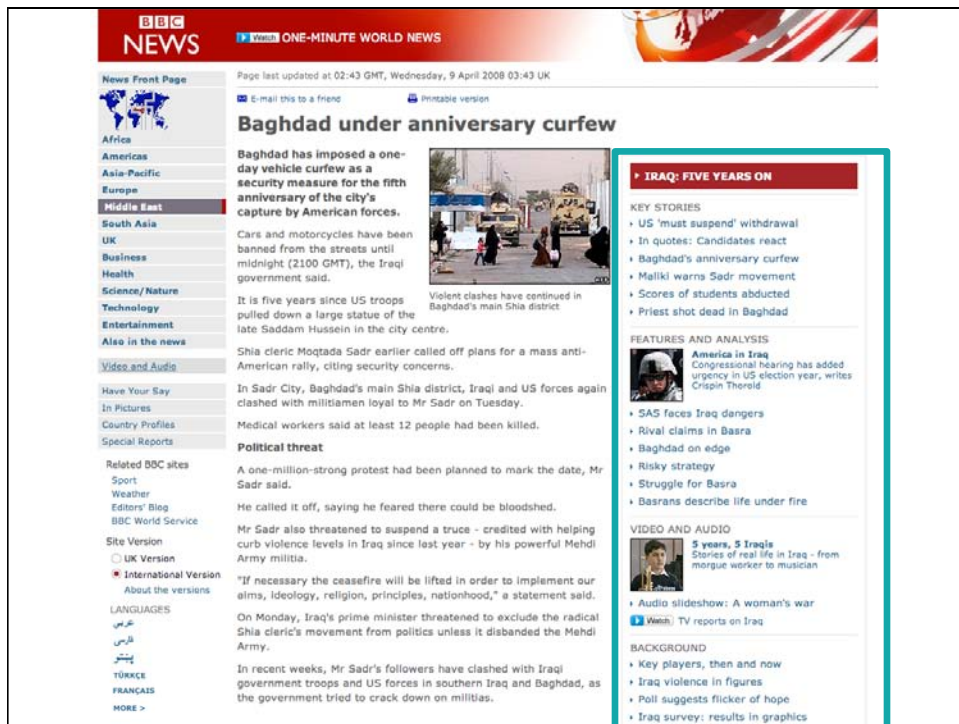 BBC
NEWS
Watch ONE-MINUTE WORLD NEWS
News Front Page
Africa
Americas
Asia-Pacific
Europe
Middle East
South Asia
UK
Business
Health
Science/Nature
Technology
Entertainment
Also in the news
Video and Audio
Have Your Say
In Pictures
Country Profiles
Special Reports
Related BBC sites
Sport
Weather
Editors' Blog
BBC World Service
Site Version
UK Version
International Version
About the versions
LANGUAGES
عربي
فارسی
پښتو
TÜRKÇE
FRANÇAIS
MORE >
Page last updated at 02:43 GMT, Wednesday, 9 April 2008 03:43 UK
E-mail this to a friend
Printable version
Baghdad under anniversary curfew
Baghdad has imposed a one-
day vehicle curfew as a
security measure for the fifth
anniversary of the city's
capture by American forces.
Cars and motorcycles have been
banned from the streets until
midnight (2100 GMT), the Iraqi
government said.
It is five years since US troops
pulled down a large statue of the
late Saddam Hussein in the city centre.
Violent clashes have continued in
Baghdad's main Shia district
Shia cleric Moqtada Sadr earlier called off plans for a mass anti-
American rally, citing security concerns.
In Sadr City, Baghdad's main Shia district, Iraqi and US forces again
clashed with militiamen loyal to Mr Sadr on Tuesday.
Medical workers said at least 12 people had been killed.
Political threat
A one-million-strong protest had been planned to mark the date, Mr
Sadr said.
He called it off, saying he feared there could be bloodshed.
Mr Sadr also threatened to suspend a truce - credited with helping
curb violence levels in Iraq since last year - by his powerful Mehdi
Army militia.
"If necessary the ceasefire will be lifted in order to implement our
aims, ideology, religion, principles, nationhood," a statement said.
On Monday, Iraq's prime minister threatened to exclude the radical
Shia cleric's movement from politics unless it disbanded the Mehdi
Army.
In recent weeks, Mr Sadr's followers have clashed with Iraqi
government troops and US forces in southern Iraq and Baghdad, as
the government tried to crack down on militias.
IRAQ: FIVE YEARS ON
KEY STORIES
US 'must suspend' withdrawal
In quotes: Candidates react
Baghdad's anniversary curfew
Maliki warns Sadr movement
Scores of students abducted
Priest shot dead in Baghdad
FEATURES AND ANALYSIS
America in Iraq
Congressional hearing has added
urgency in US election year, writes
Crispin Thorold
SAS faces Iraq dangers
Rival claims in Basra
Baghdad on edge
Risky strategy
Struggle for Basra
Basrans describe life under fire
VIDEO AND AUDIO
5 years, 5 Iraqis
Stories of real life in Iraq - from
morgue worker to musician
Audio slideshow: A woman's war
Watch TV reports on Iraq
BACKGROUND
Key players, then and now
Iraq violence in figures
Poll suggests flicker of hope
Iraq survey: results in graphics